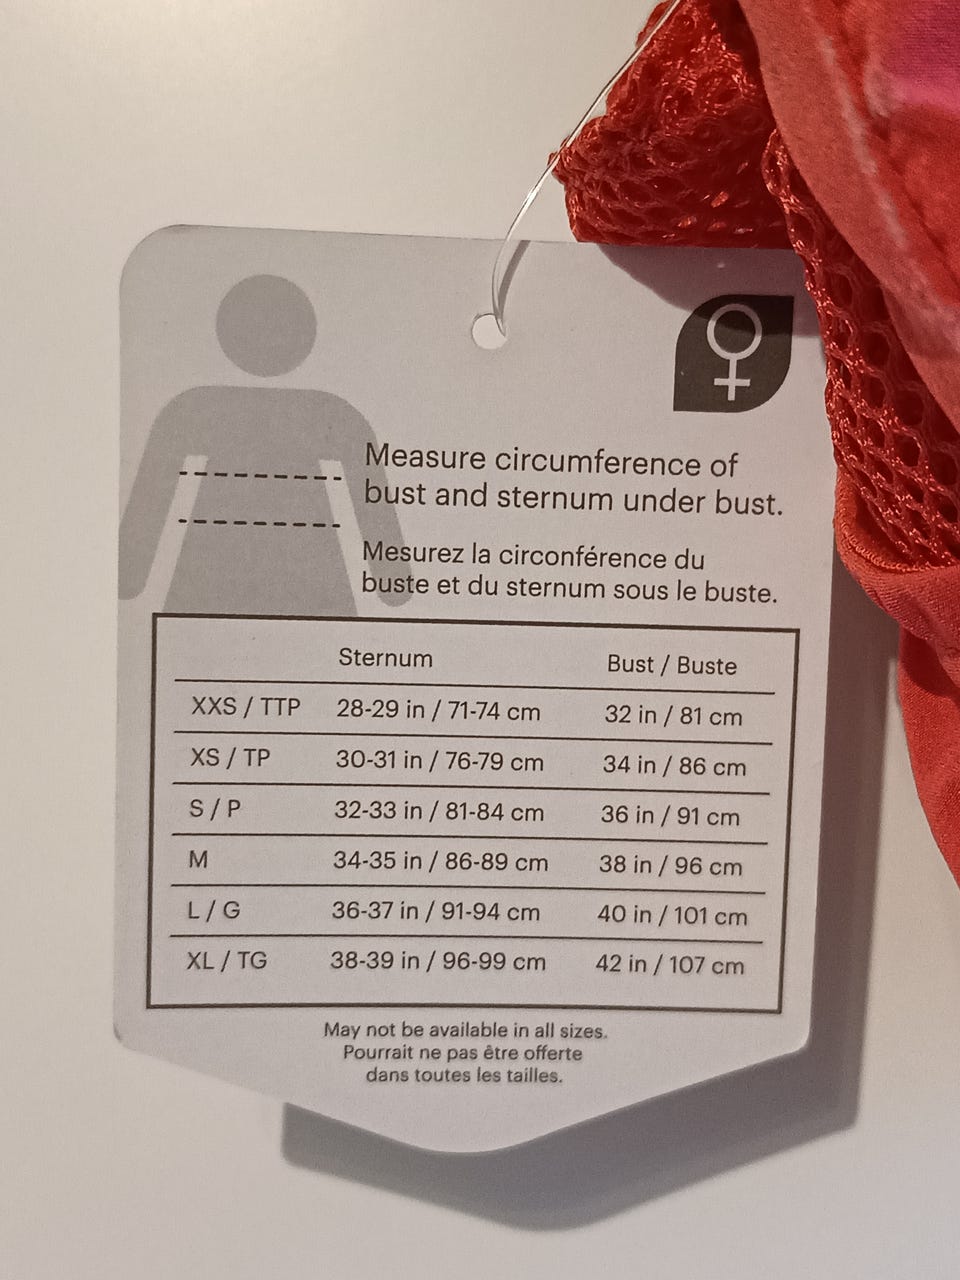 Measure circumference of
bust and sternum under bust.
Mesurez la circonférence du
buste et du sternum sous le buste.
Sternum Bust / Buste
XXS / TTP 28-29 in / 71-74 cm 32 in / 81 cm
XS / TP 30-31 in / 76-79 cm 34 in / 86 cm
S / P 32-33 in / 81-84 cm 36 in / 91 cm
M 34-35 in / 86-89 cm 38 in / 96 cm
L / G 36-37 in / 91-94 cm 40 in / 101 cm
XL / TG 38-39 in / 96-99 cm 42 in / 107 cm
May not be available in all sizes.
Pourrait ne pas être offerte
dans toutes les tailles.